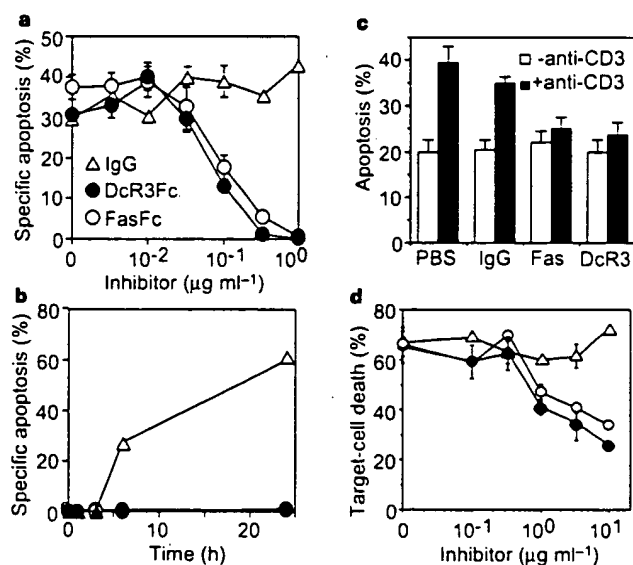 a
Specific apoptosis (%)
50
40
30
20
10
0
IgG
DcR3Fc
FasFc
0 10⁻² 10⁻¹ 10⁰
Inhibitor (µg ml⁻¹)
b
Specific apoptosis (%)
80
60
40
20
0
0 10 20
Time (h)
c
Apoptosis (%)
40
30
20
10
0
-anti-CD3
+anti-CD3
PBS IgG Fas DcR3
d
Target-cell death (%)
80
60
40
20
0
0 10⁻¹ 10⁰ 10¹
Inhibitor (µg ml⁻¹)